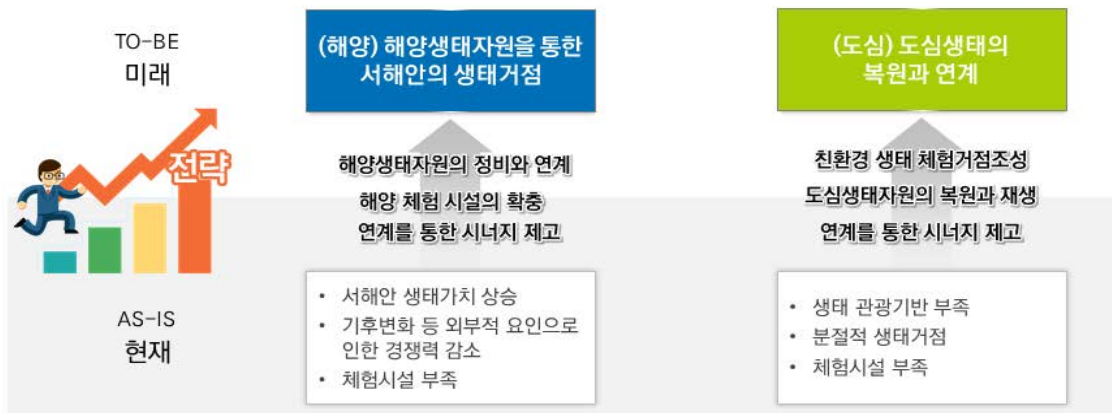 TO-BE
미래
(해양) 해양생태자원을 통한
서해안의 생태거점
(도심) 도심생태의
복원과 연계
전략
해양생태자원의 정비와 연계
해양 체험 시설의 확충
연계를 통한 시너지 제고
친환경 생태 체험거점조성
도심생태자원의 복원과 재생
연계를 통한 시너지 제고
AS-IS
현재
• 서해안 생태가치 상승
• 기후변화 등 외부적 요인으로
인한 경쟁력 감소
• 체험시설 부족
• 생태 관광기반 부족
• 분절적 생태거점
• 체험시설 부족